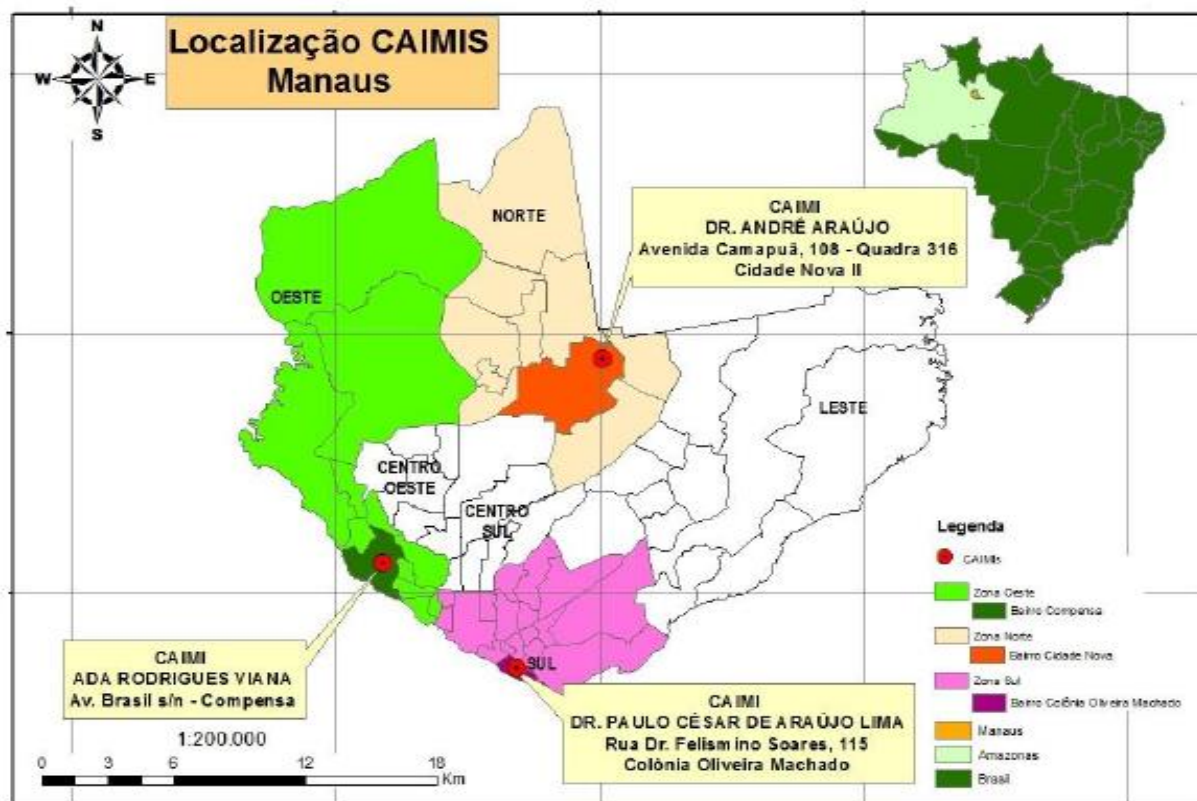 Localização CAIMIS
Manaus
N
W
E
S
NORTE
CAIMI
DR. ANDRÉ ARAÚJO
Avenida Camapuã, 108 - Quadra 316
Cidade Nova II
OESTE
LESTE
CENTRO
OESTE
CENTRO
SUL
SUL
CAIMI
ADA RODRIGUES VIANA
Av. Brasil s/n - Compensa
CAIMI
DR. PAULO CÉSAR DE ARAÚJO LIMA
Rua Dr. Felismino Soares, 115
Colônia Oliveira Machado
1:200.000
0 3 6 12 18
Km
Legenda
CAIMIs
Zona Oeste
Bairro Compensa
Zona Norte
Bairro Cidade Nova
Zona Sul
Bairro Colônia Oliveira Machado
Manaus
Amazonas
Brasil